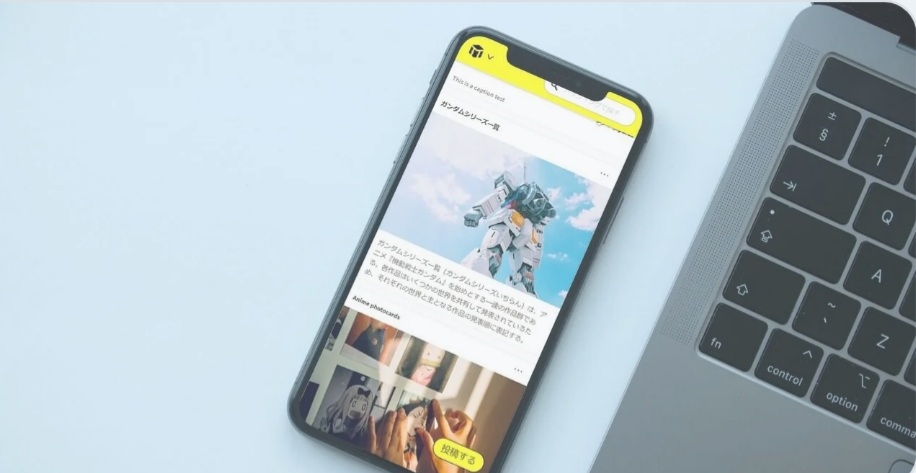 This is a caption test
ガンダムシリーズ一覧
ガンダムシリーズ一覧（ガンダムシリーズいちらん）は、ア
ニメ『機動戦士ガンダム』を始めとする一連の作品群であ
る。各作品はいくつかの世界を共有して発表されているた
め、それぞれの世界と主となる作品の発表順に表記する。
Anime photocards
投稿する
±
§
!
1
Q
A
~
Z
fn
control
option
comma